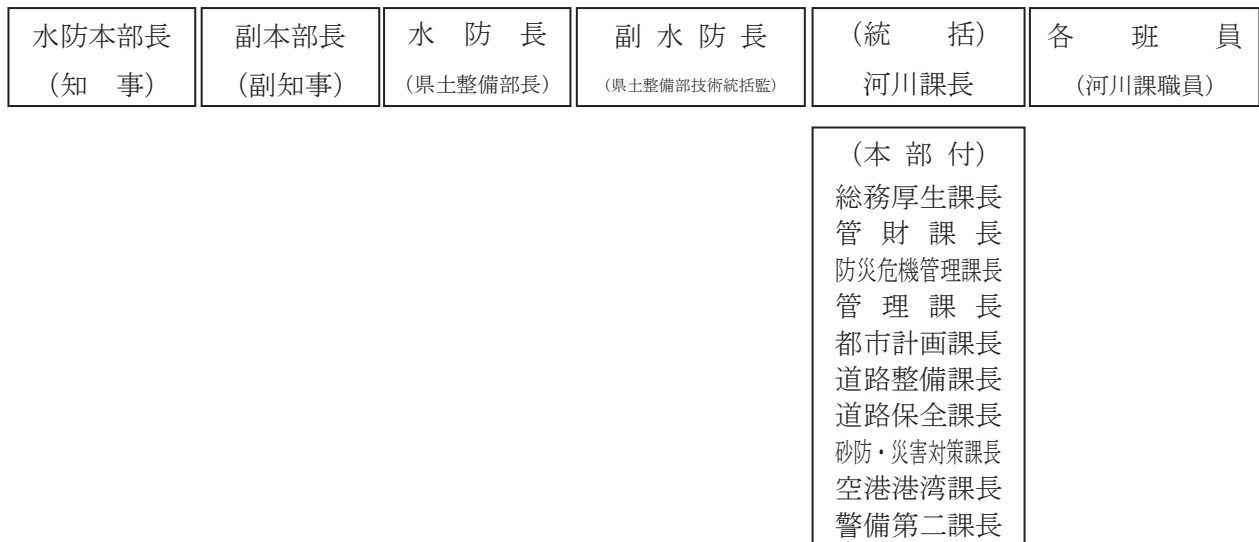 水防本部長
(知 事)
副本部長
(副知事)
水 防 長
(県土整備部長)
副 水 防 長
(県土整備部技術統括監)
(統 括)
河川課長
各 班 員
(河川課職員)
(本 部 付)
総務厚生課長
管 財 課 長
防災危機管理課長
管 理 課 長
都市計画課長
道路整備課長
道路保全課長
砂防・災害対策課長
空港港湾課長
警備第二課長